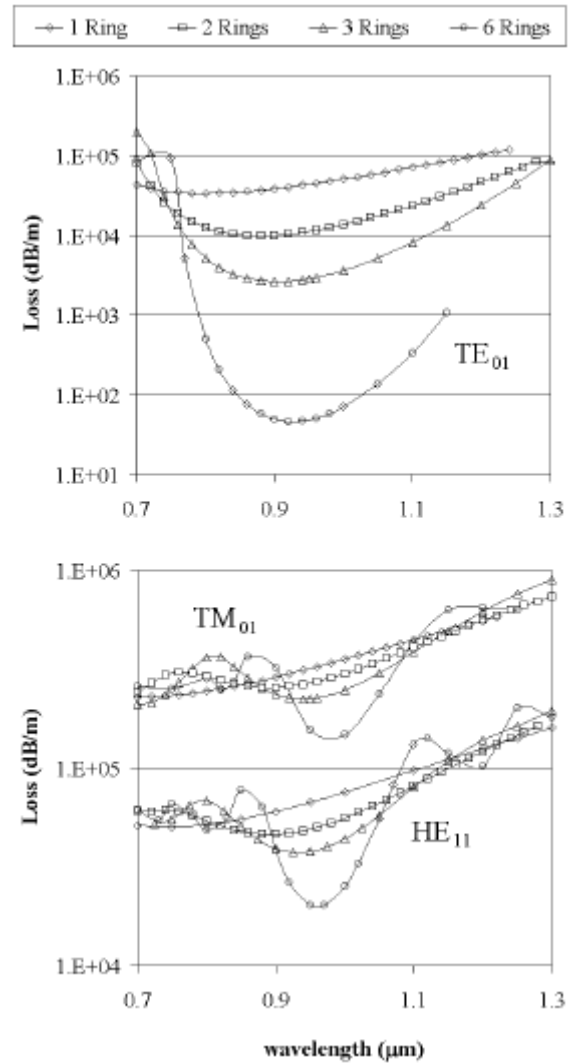 1 Ring 2 Rings 3 Rings 6 Rings
1.E+06
1.E+05
1.E+04
1.E+03
1.E+02
1.E+01
Loss (dB/m)
TE01
0.7 0.9 1.1 1.3
1.E+06
1.E+05
1.E+04
Loss (dB/m)
TM01
HE11
0.7 0.9 1.1 1.3
wavelength (μm)